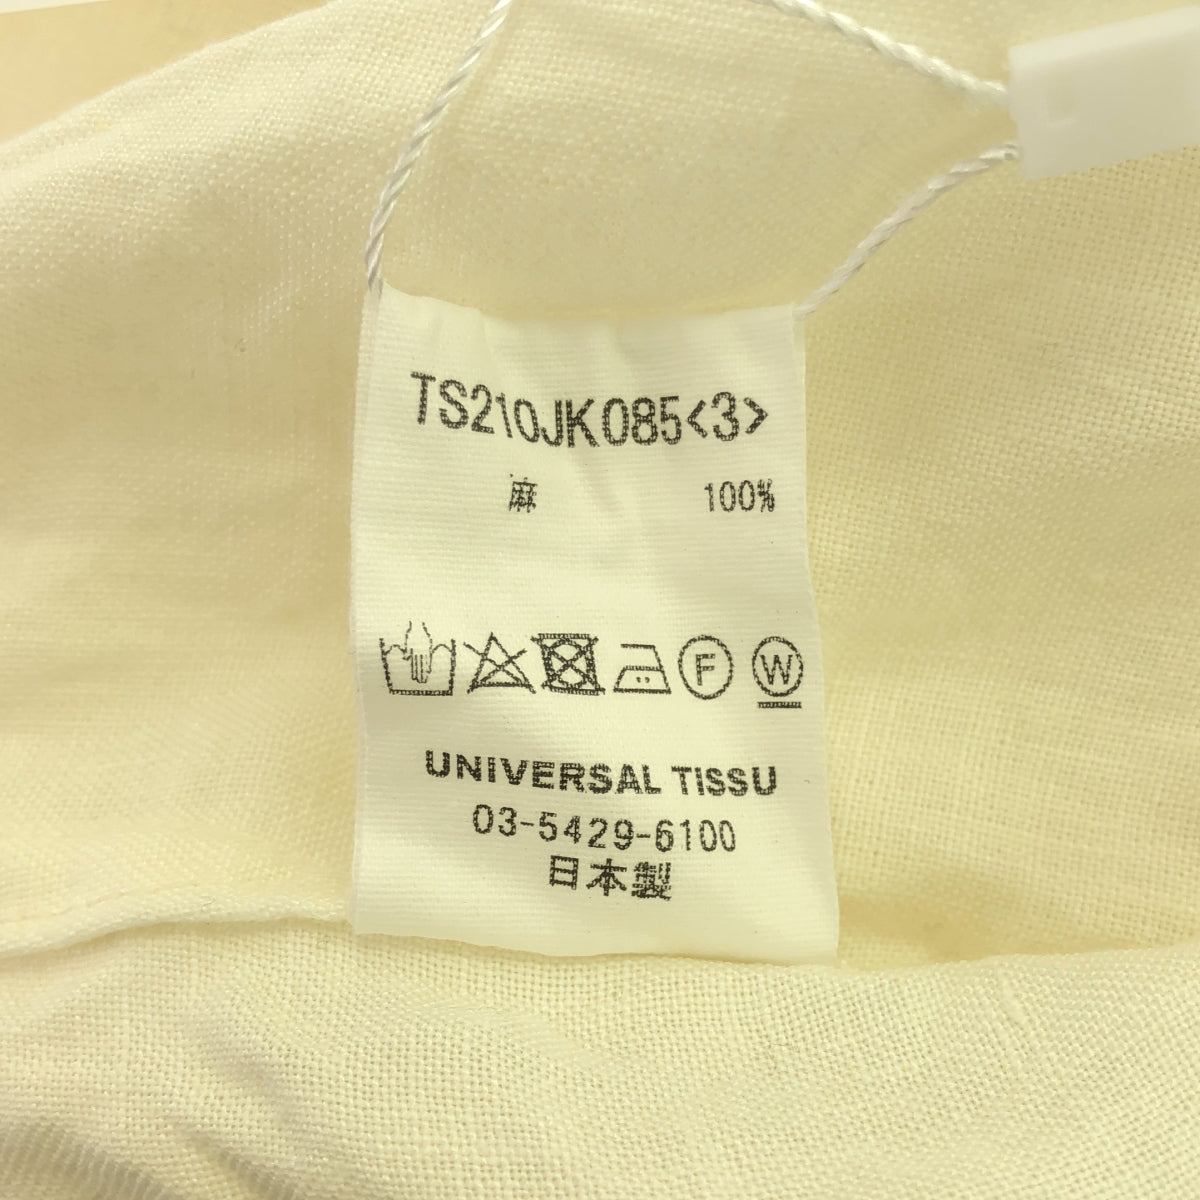 TS210JK085<3>
麻 100%
F W
UNIVERSAL TISSU
03-5429-6100
日本製